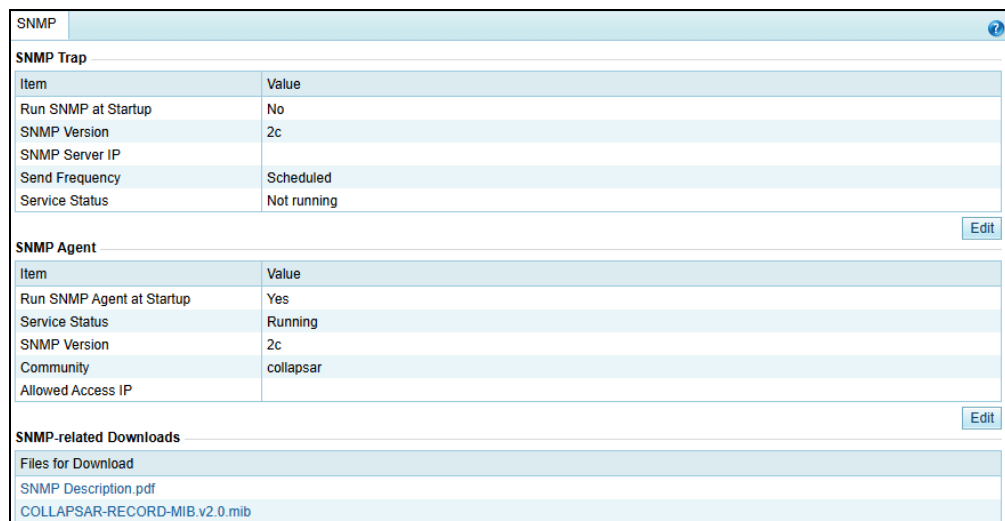 SNMP
?
SNMP Trap
Item Value
Run SNMP at Startup No
SNMP Version 2c
SNMP Server IP
Send Frequency Scheduled
Service Status Not running
Edit
SNMP Agent
Item Value
Run SNMP Agent at Startup Yes
Service Status Running
SNMP Version 2c
Community collapsar
Allowed Access IP
Edit
SNMP-related Downloads
Files for Download
SNMP Description.pdf
COLLAPSAR-RECORD-MIB.v2.0.mib